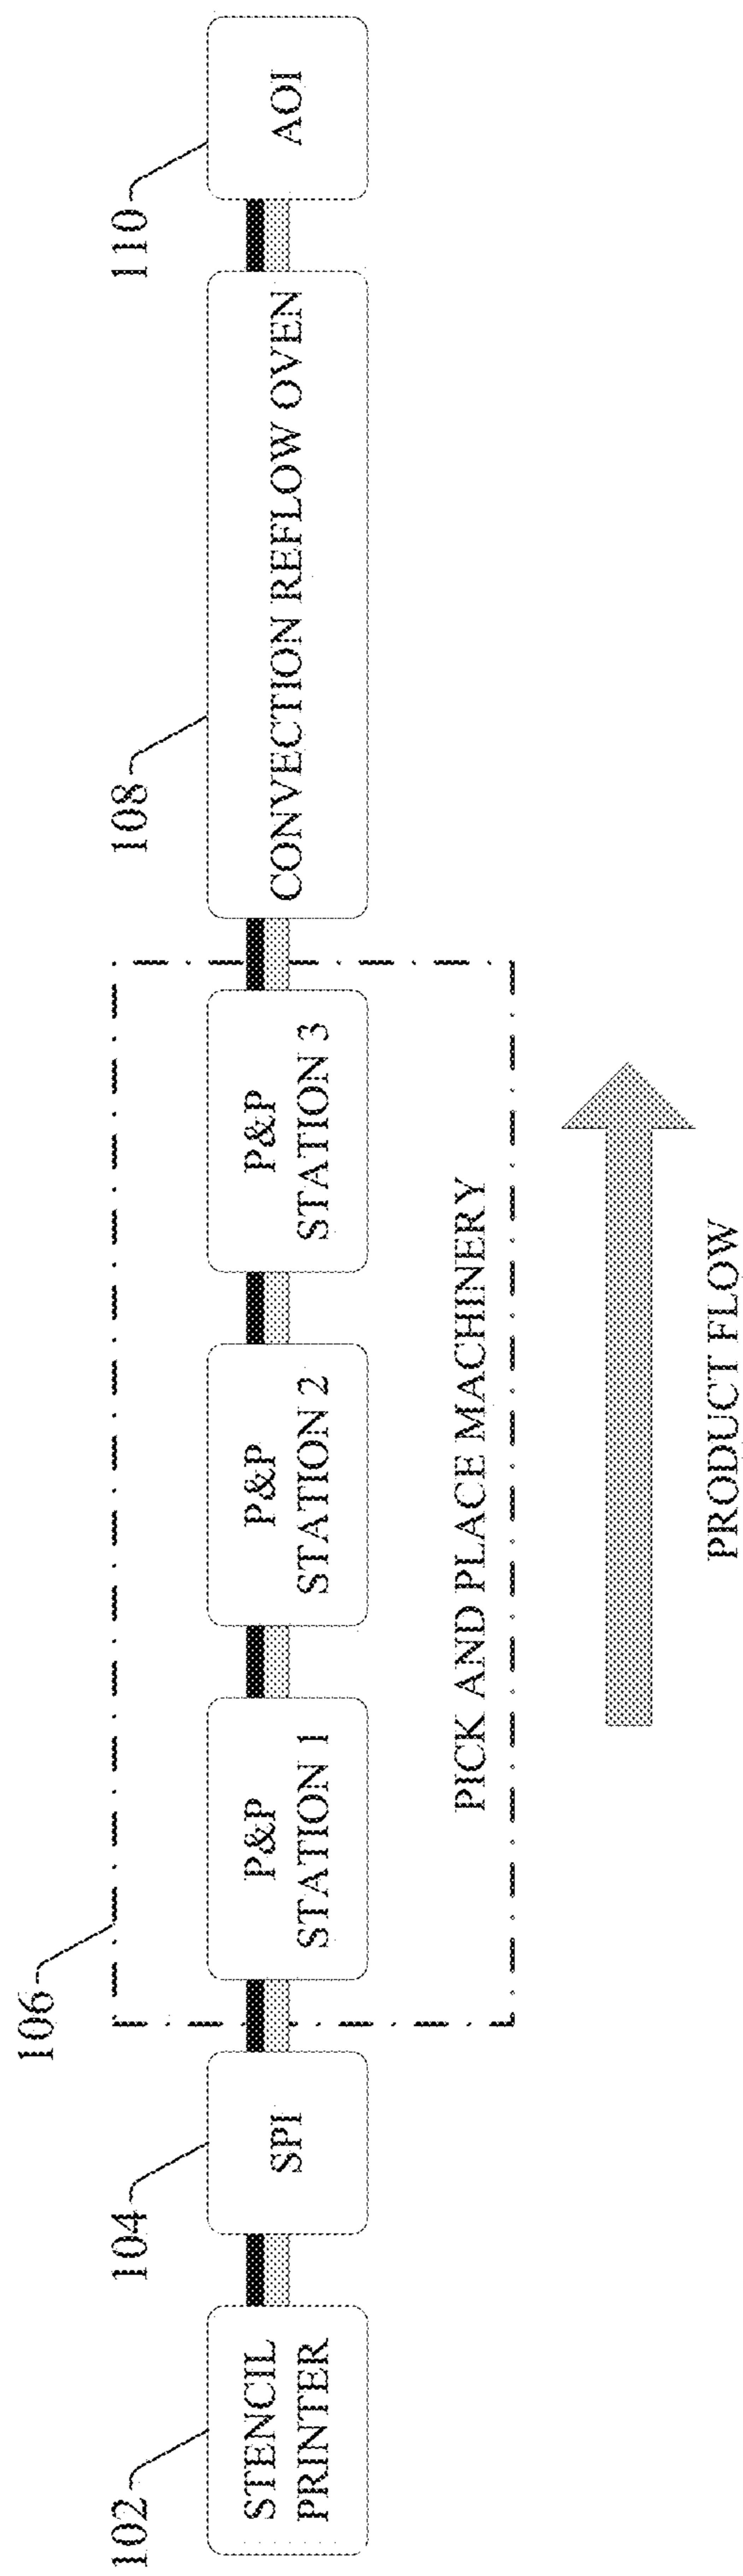 102
STENCIL
PRINTER
104
SPI
106
P&P
STATION 1
P&P
STATION 2
P&P
STATION 3
PICK AND PLACE MACHINERY
108
CONVECTION REFLOW OVEN
110
AOI
PRODUCT FLOW